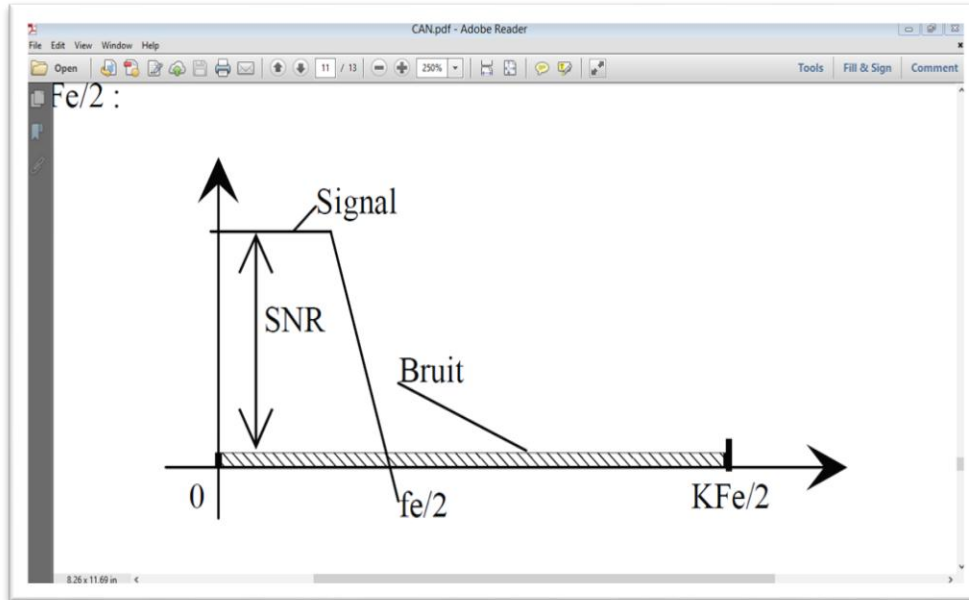 CAN.pdf - Adobe Reader
File Edit View Window Help
Open 11 / 13 250% Tools Fill & Sign Comment
Fe/2 :
Signal
SNR
Bruit
0 fe/2 KFe/2
8.26 x 11.69 in